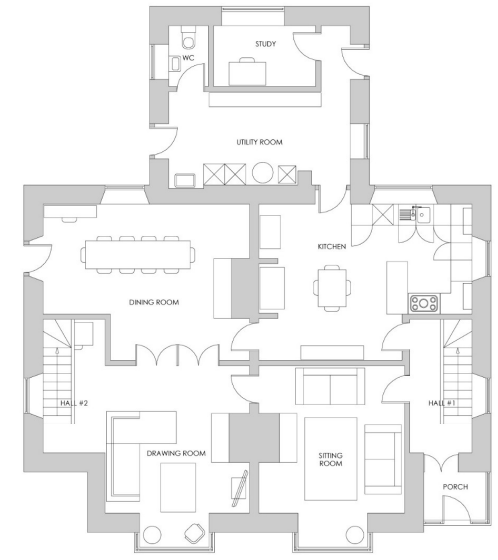 STUDY
WC
UTILITY ROOM
KITCHEN
DINING ROOM
HALL #2
HALL #1
DRAWING ROOM
SITTING
ROOM
PORCH